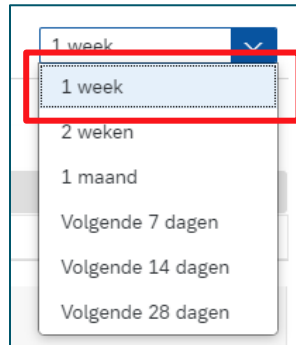 1 week
1 week
2 weken
1 maand
Volgende 7 dagen
Volgende 14 dagen
Volgende 28 dagen